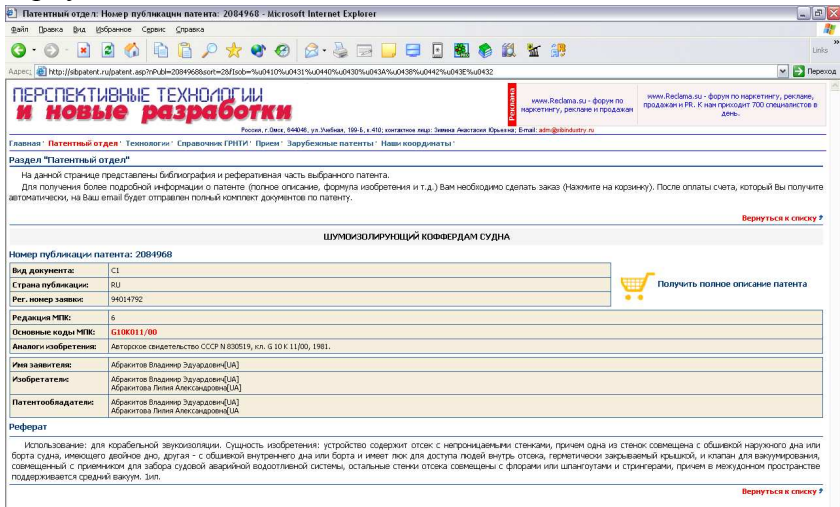 Патентный отдел: Номер публикации патента: 2084968 - Microsoft Internet Explorer
Файл Правка Вид Избранное Сервис Справка
Links
Адрес: http://sibpatent.ru/patent.asp?nPubl=2084968&sort=2&fIsob=%u0410%u0431%u0440%u0430%u043A%u0438%u0442%u043E%u0432
Переход
ПЕРСПЕКТИВНЫЕ ТЕХНОЛОГИИ
и новые разработки
Реклама
www.Reclama.su - форум по маркетингу, рекламе и продажам
www.Reclama.su - форум по маркетингу, рекламе, продажам и PR. К нам приходит 700 специалистов в день.
Россия, г.Омск, 644046, ул.Учебная, 199-Б, к.410; контактное лицо: Зимина Анастасия Юрьевна; E-mail: adm@sibindustry.ru
Главная Патентный отдел Технологии Справочник ГРНТИ Прием Зарубежные патенты Наши координаты
Раздел "Патентный отдел"
На данной странице представлены библиография и реферативная часть выбранного патента.
Для получения более подробной информации о патенте (полное описание, формула изобретения и т.д.) Вам необходимо сделать заказ (Нажмите на корзинку). После оплаты счета, который Вы получите
автоматически, на Ваш email будет отправлен полный комплект документов по патенту.
Вернуться к списку
ШУМОИЗОЛИРУЮЩИЙ КОФФЕРДАМ СУДНА
Номер публикации патента: 2084968
Вид документа: C1
Страна публикации: RU
Рег. номер заявки: 94014792
Получить полное описание патента
Редакция МПК: 6
Основные коды МПК: G10K011/00
Аналоги изобретения: Авторское свидетельство СССР N 830519, кл. G 10 K 11/00, 1981.
Имя заявителя: Абракитов Владимир Эдуардович[UA]
Изобретатели: Абракитов Владимир Эдуардович[UA]
Абракитова Лилия Александровна[UA]
Патентообладатели: Абракитов Владимир Эдуардович[UA]
Абракитова Лилия Александровна[UA
Реферат
Использование: для корабельной звукоизоляции. Сущность изобретения: устройство содержит отсек с непроницаемыми стенками, причем одна из стенок совмещена с обшивкой наружного дна или
борта судна, имеющего двойное дно, другая - с обшивкой внутреннего дна или борта и имеет люк для доступа людей внутрь отсека, герметически закрываемый крышкой, и клапан для вакуумирования,
совмещенный с приемником для забора судовой аварийной водоотливной системы, остальные стенки отсека совмещены с флорами или шпангоутами и стрингерами, причем в междудонном пространстве
поддерживается средний вакуум. 1ил.
Вернуться к списку